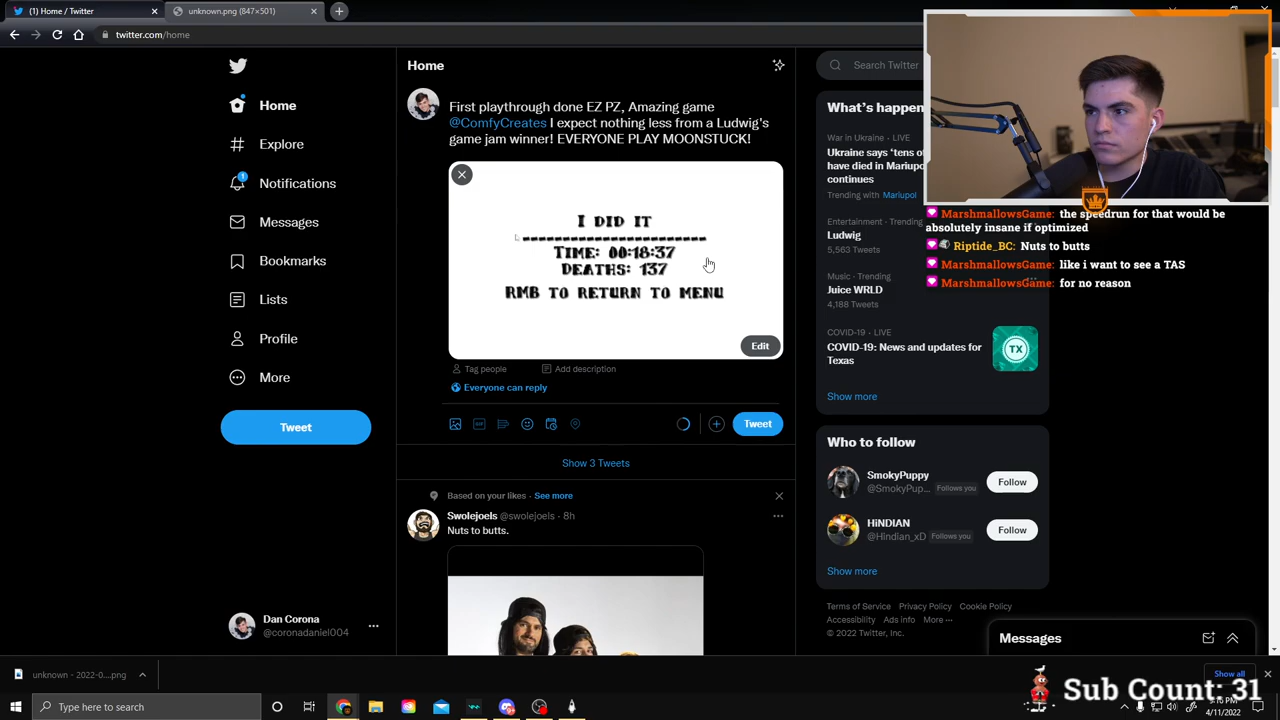 (1) Home / Twitter
unknown.png (847×501)
twitter.com/home
Home
Explore
1
Notifications
Messages
Bookmarks
Lists
Profile
More
Tweet
Dan Corona
@coronadaniel004
Home
First playthrough done EZ PZ, Amazing game
@ComfyCreates I expect nothing less from a Ludwig's
game jam winner! EVERYONE PLAY MOONSTUCK!
I DID IT
TIME: 00:18:37
DEATHS: 137
RMB TO RETURN TO MENU
Edit
Tag people
Add description
Everyone can reply
GIF
Tweet
Show 3 Tweets
Based on your likes · See more
Swolejoels @swolejoels · 8h
Nuts to butts.
Search Twitter
What's happen
War in Ukraine · LIVE
Ukraine says 'tens of
have died in Mariupol
continues
Trending with Mariupol
Entertainment · Trending
Ludwig
5,563 Tweets
Music · Trending
Juice WRLD
4,188 Tweets
COVID-19 · LIVE
COVID-19: News and updates for
Texas
TX
Show more
Who to follow
SmokyPuppy
@SmokyPup... Follows you
Follow
HiNDIAN
@HIndian_xD Follows you
Follow
Show more
Terms of Service Privacy Policy Cookie Policy
Accessibility Ads info More ···
© 2022 Twitter, Inc.
Messages
MarshmallowsGame: the speedrun for that would be
absolutely insane if optimized
Riptide_BC: Nuts to butts
MarshmallowsGame: like i want to see a TAS
MarshmallowsGame: for no reason
unknown - 2022-0....png
Show all
Sub Count: 31
Type here to search
4/11/2022